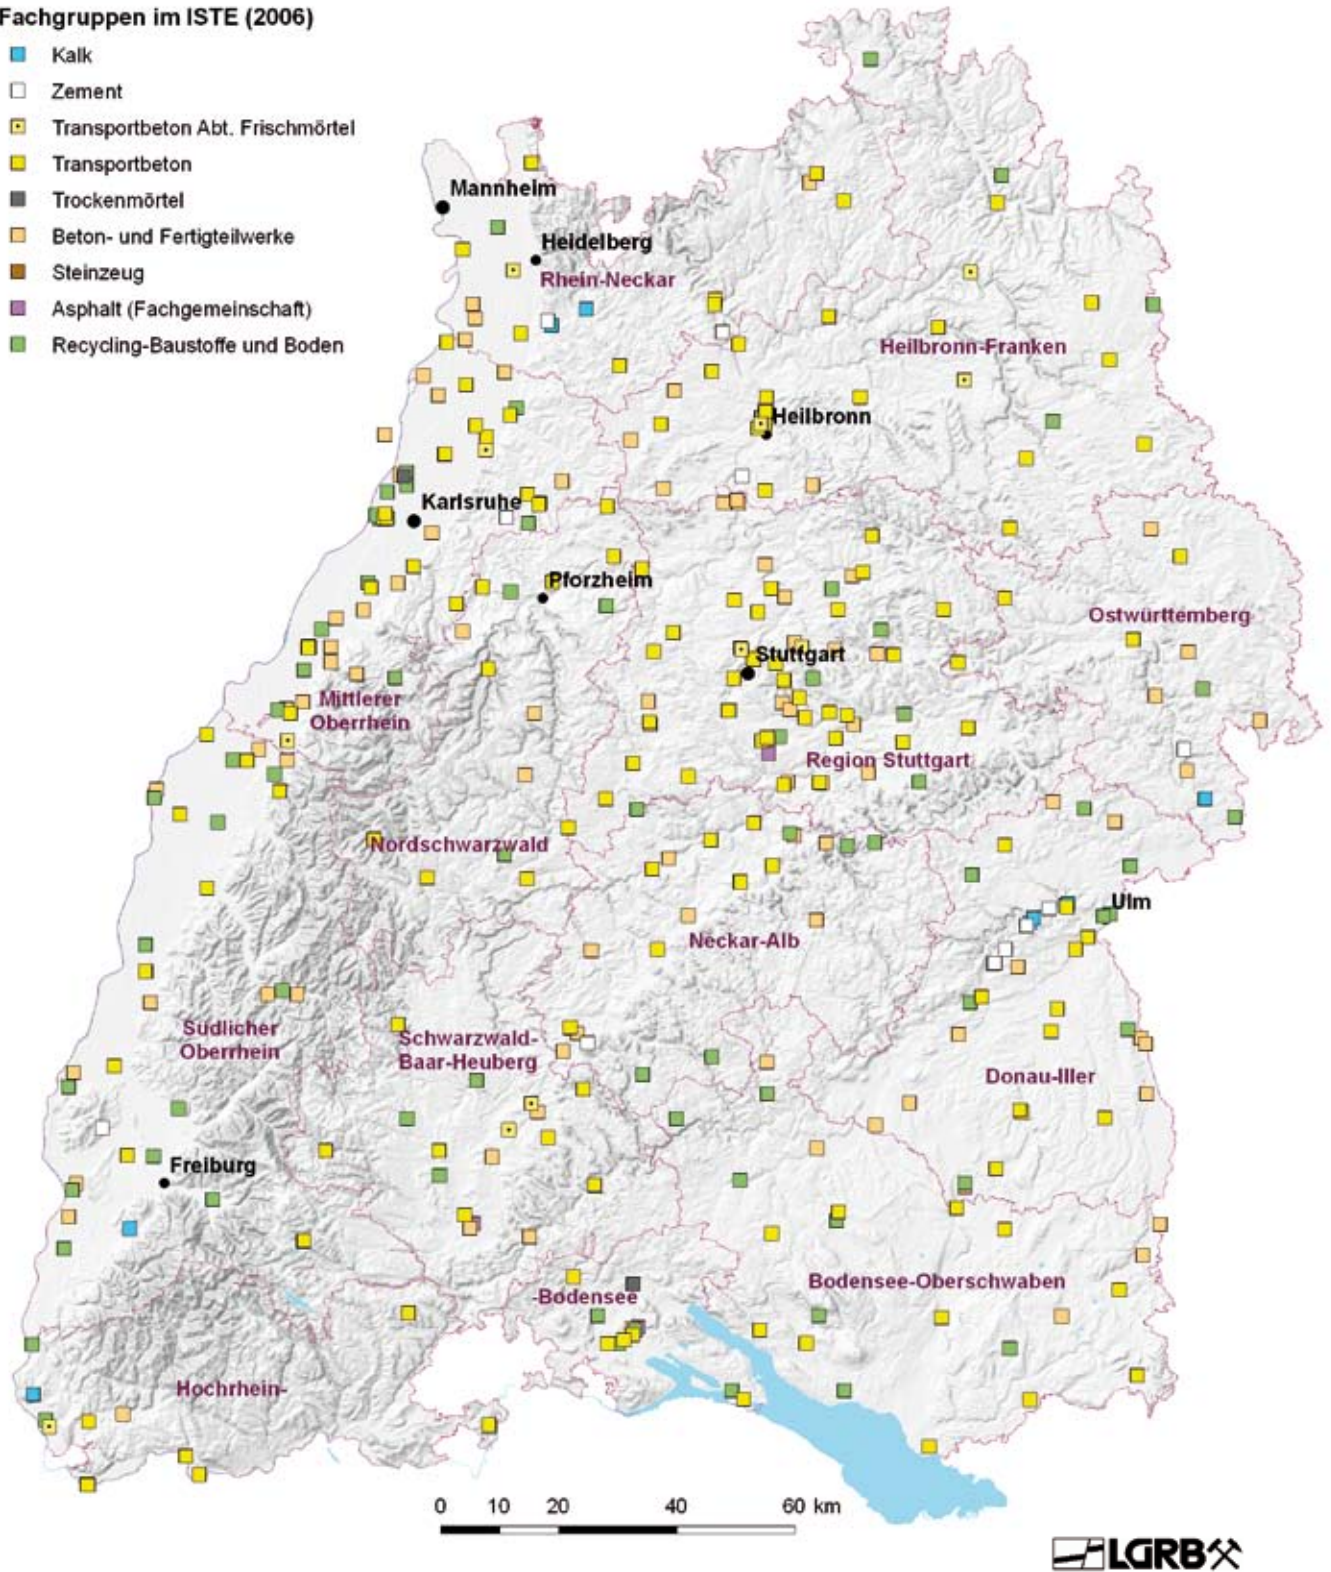 Fachgruppen im ISTE (2006)
Kalk
Zement
Transportbeton Abt. Frischmörtel
Transportbeton
Trockenmörtel
Beton- und Fertigteilwerke
Steinzeug
Asphalt (Fachgemeinschaft)
Recycling-Baustoffe und Boden
Mannheim
Heidelberg
Rhein-Neckar
Heilbronn-Franken
Heilbronn
Karlsruhe
Pforzheim
Ostwürttemberg
Stuttgart
Mittlerer
Oberrhein
Region Stuttgart
Nordschwarzwald
Ulm
Neckar-Alb
Südlicher
Oberrhein
Schwarzwald-
Baar-Heuberg
Donau-Iller
Freiburg
Bodensee-Oberschwaben
-Bodensee
Hochrhein-
0 10 20 40 60 km
LGRB